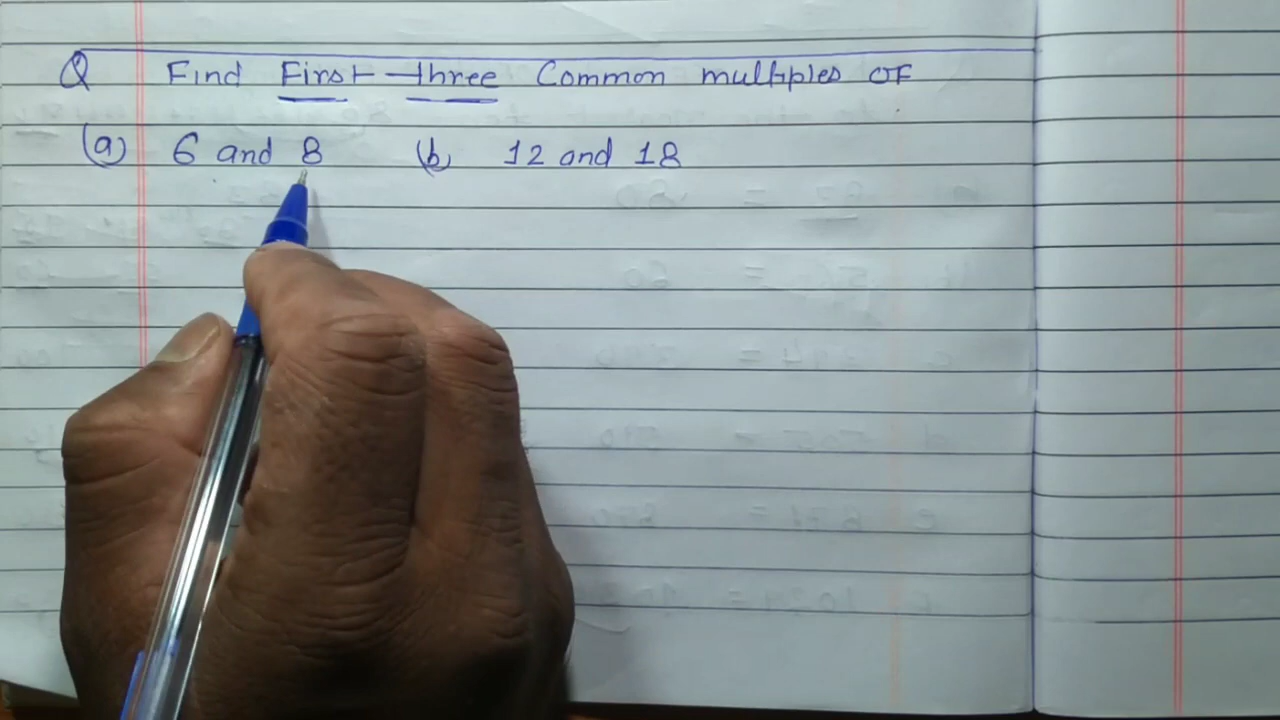 Q Find First three Common multiples of
(a) 6 and 8 (b) 12 and 18